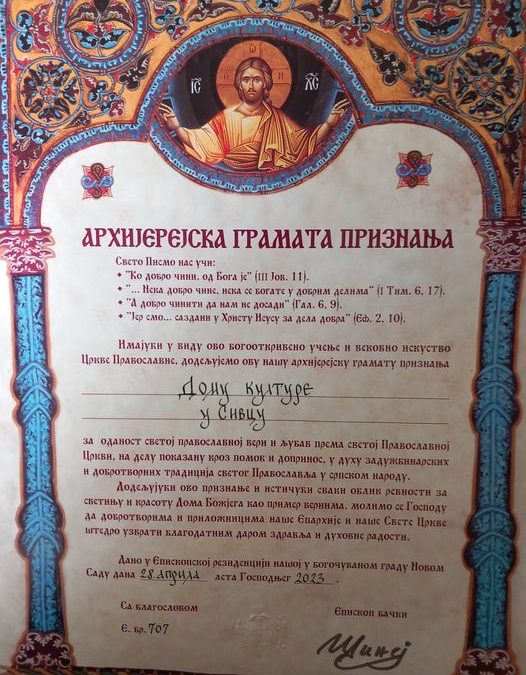 ІС ХС
АРХИЈЕРЕЈСКА ГРАМАТА ПРИЗНАЊА
Свето Писмо нас учи:
• "Ко добро чини, од Бога је" (III Јов. 11).
• "... Нека добро чине, нека се богате у добрим делима" (I Тим. 6, 17).
• "А добро чинити да нам не досади" (Гал. 6, 9).
• "Јер смо... саздани у Христу Исусу за дела добра" (Еф. 2, 10).
Имајући у виду ово богооткривено учење и вековно искуство
Цркве Православне, додељујемо ову нашу архијерејску грамату признања
Дому културе
у Сивцу
за оданост светој православној вери и љубав према светој Православној
Цркви, на делу показану кроз помоћ и допринос, у духу задужбинарских
и добротворних традиција светог Православља у српском народу.
Додељујући ово признање и истичући сваки облик ревности за
светињу и красоту Дома Божјега као пример вернима, молимо се Господу
да добротворима и приложницима наше Епархије и наше Свете Цркве
штедро узврати благодатним даром здравља и духовне радости.
Дано у Епископској резиденцији нашој у богочуваном граду Новом
Саду дана 28. априла лета Господњег 2023.
Са благословом
Епископ бачки
Е. бр. 707
Иринеј